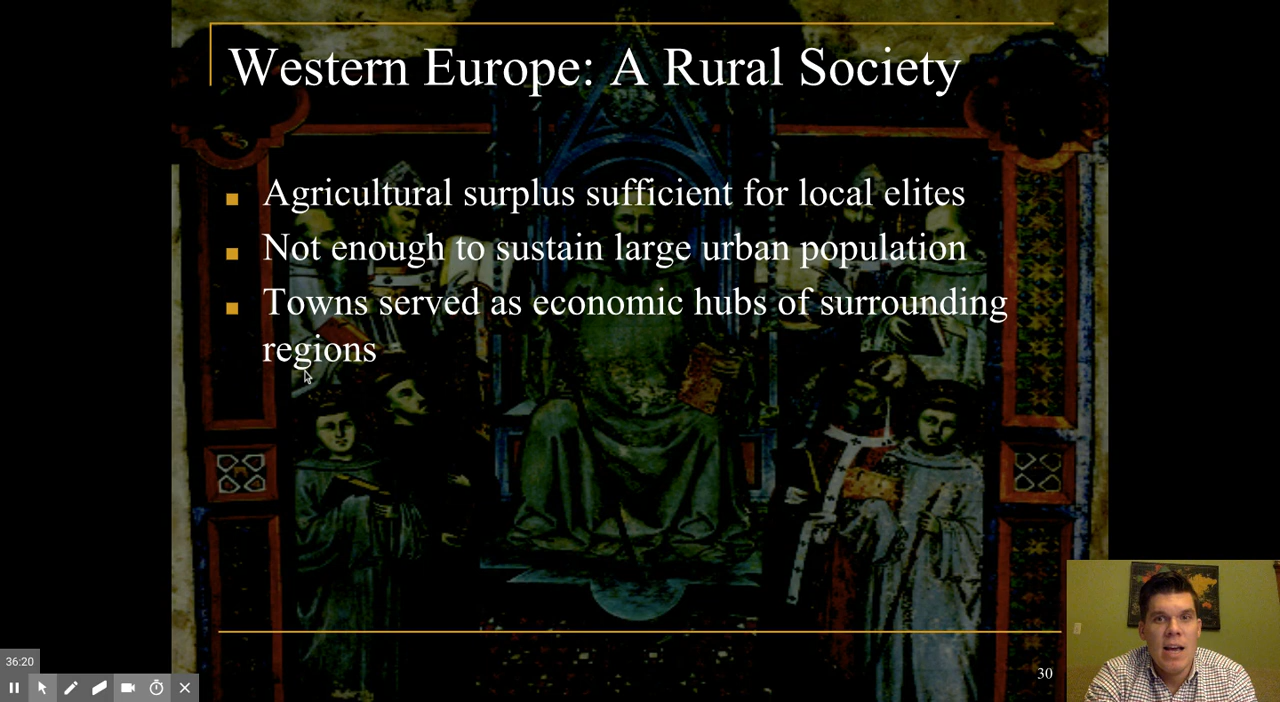 Western Europe: A Rural Society
Agricultural surplus sufficient for local elites
Not enough to sustain large urban population
Towns served as economic hubs of surrounding
regions
30
36:20